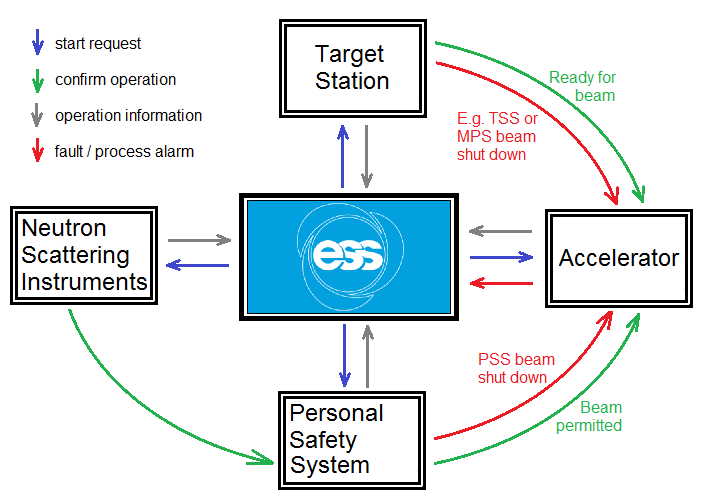 start request
confirm operation
operation information
fault / process alarm
Target
Station
Ready for
beam
E.g. TSS or
MPS beam
shut down
Neutron
Scattering
Instruments
ess
Accelerator
PSS beam
shut down
Beam
permitted
Personal
Safety
System